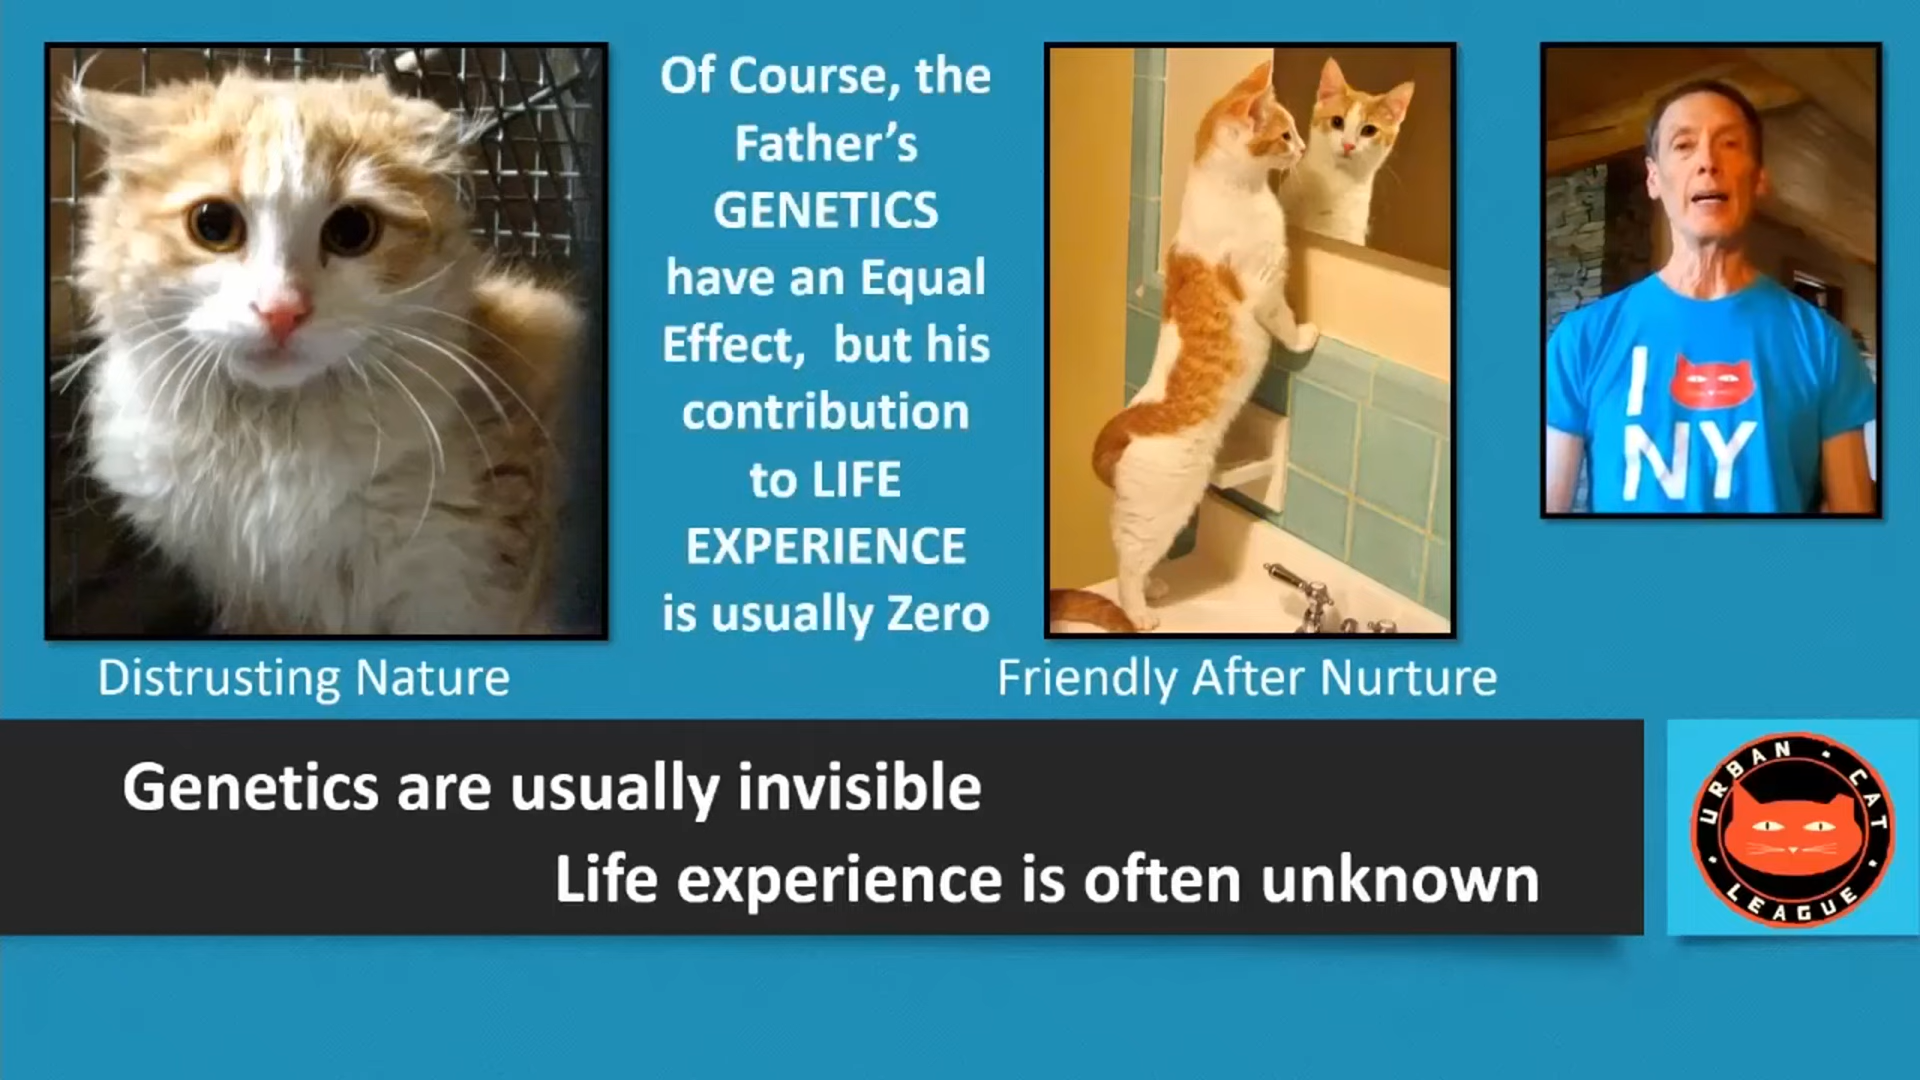 Of Course, the
Father's
GENETICS
have an Equal
Effect, but his
contribution
to LIFE
EXPERIENCE
is usually Zero
I
NY
Distrusting Nature
Friendly After Nurture
Genetics are usually invisible
Life experience is often unknown
URBAN CAT
LEAGUE